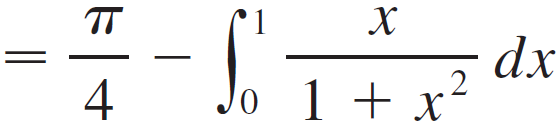 = π/4 − ∫₀¹ x/(1 + x²) dx